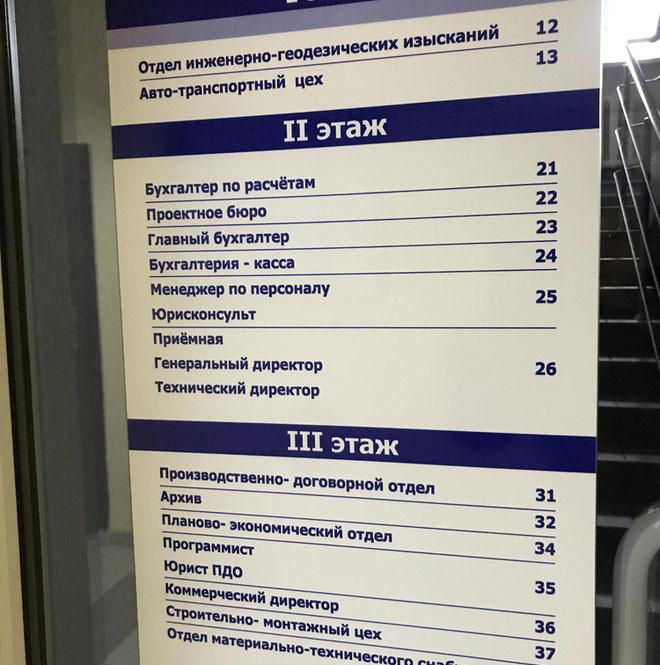 Отдел инженерно-геодезических изысканий 12
Авто-транспортный цех 13
II этаж
Бухгалтер по расчётам 21
Проектное бюро 22
Главный бухгалтер 23
Бухгалтерия - касса 24
Менеджер по персоналу
25
Юрисконсульт
Приёмная
Генеральный директор 26
Технический директор
III этаж
Производственно- договорной отдел 31
Архив 32
Планово- экономический отдел 34
Программист
Юрист ПДО 35
Коммерческий директор
Строительно- монтажный цех 36
Отдел материально-технического 37